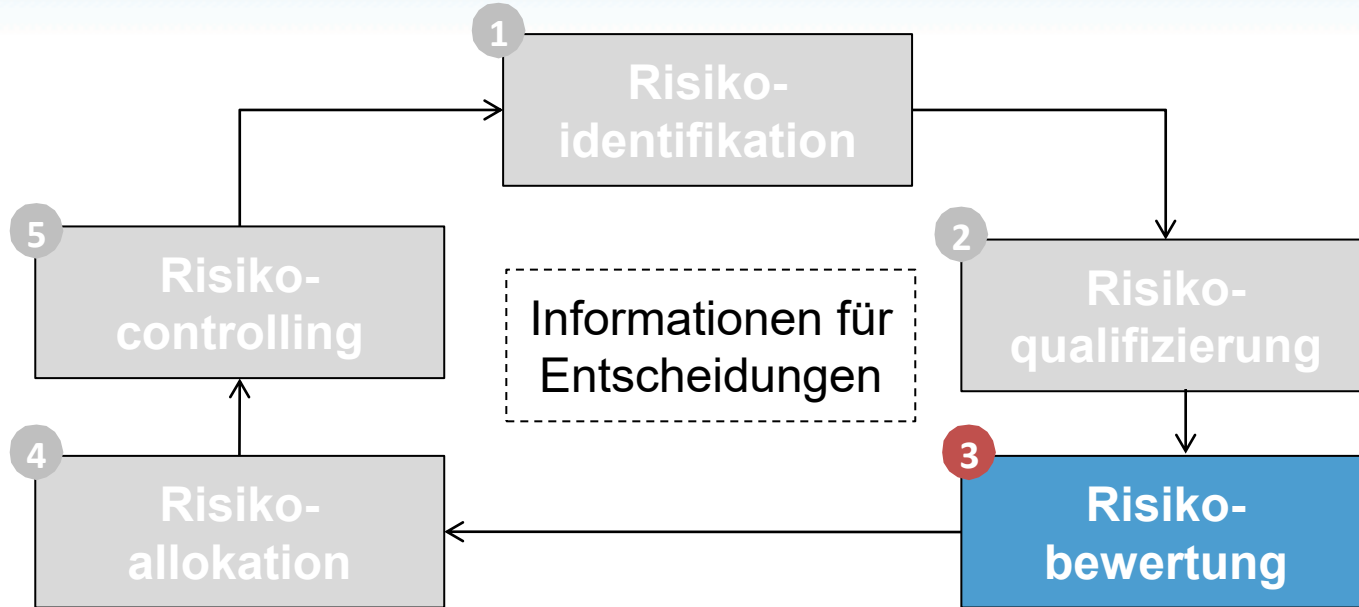 1
Risiko-
identifikation
2
Risiko-
qualifizierung
3
Risiko-
bewertung
4
Risiko-
allokation
5
Risiko-
controlling
Informationen für
Entscheidungen